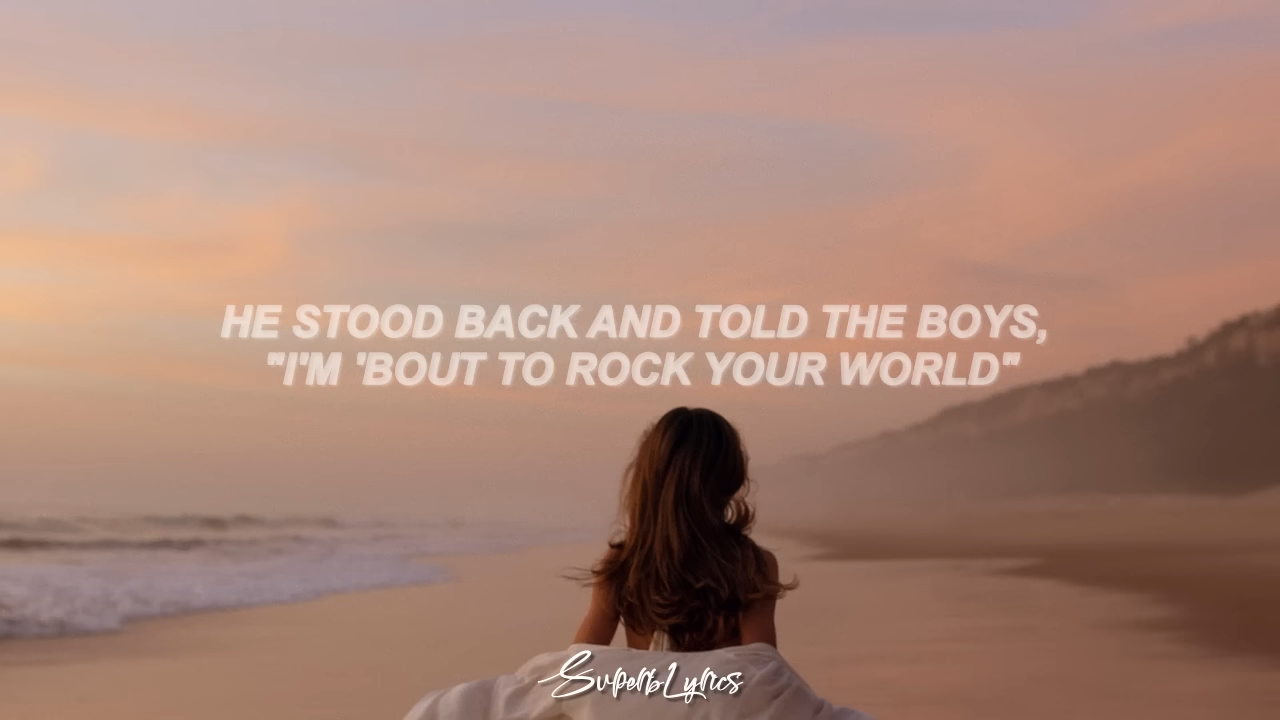 HE STOOD BACK AND TOLD THE BOYS,
"I'M 'BOUT TO ROCK YOUR WORLD"
SuperbLyrics